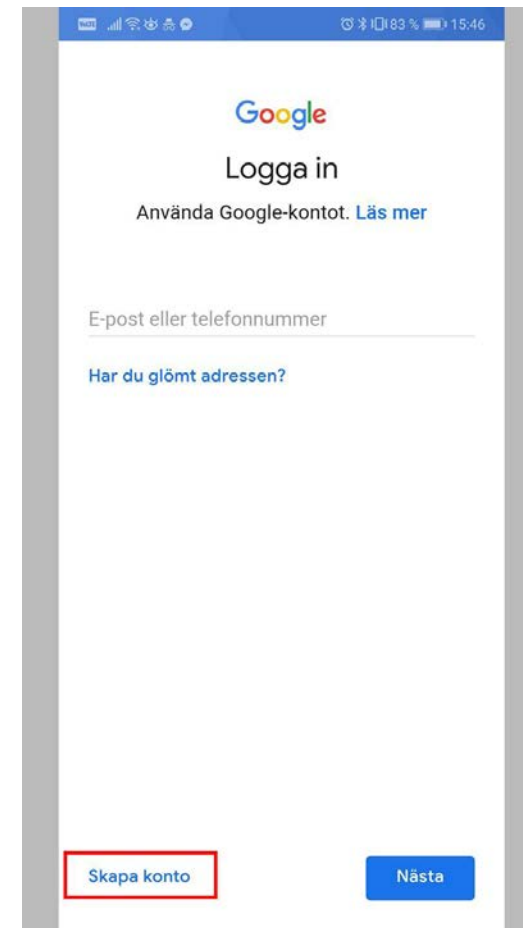 83 % 15:46
Google
Logga in
Använda Google-kontot. Läs mer
E-post eller telefonnummer
Har du glömt adressen?
Skapa konto
Nästa